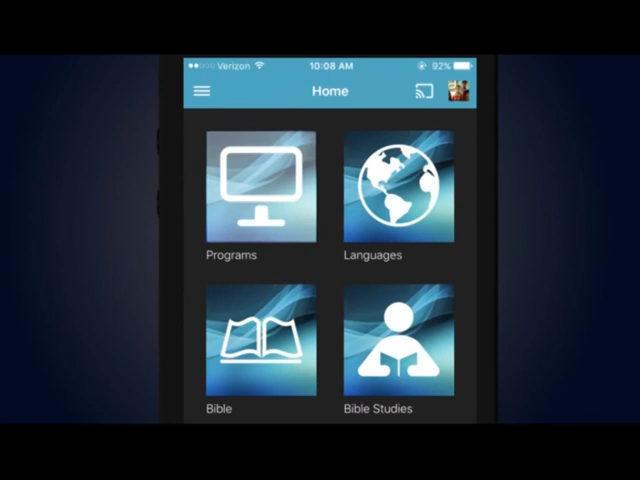 Verizon 10:08 AM 92%
Home
Programs Languages
Bible Bible Studies